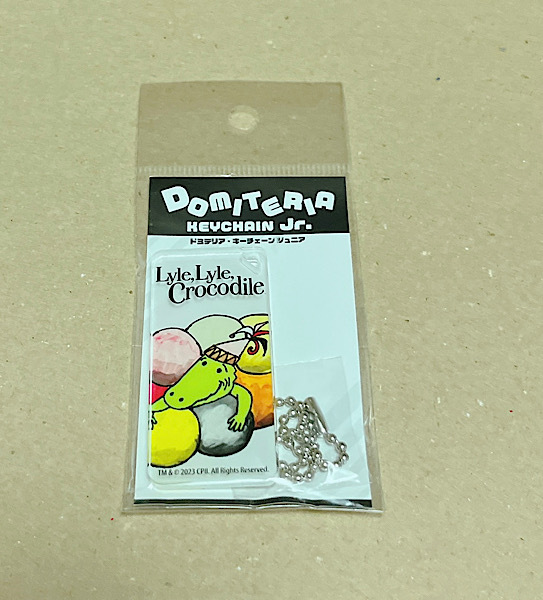 DOMITERIA
KEYCHAIN Jr.
ドミテリア・キーチェーン ジュニア
Lyle, Lyle,
Crocodile
TM & © 2023 CPII. All Rights Reserved.